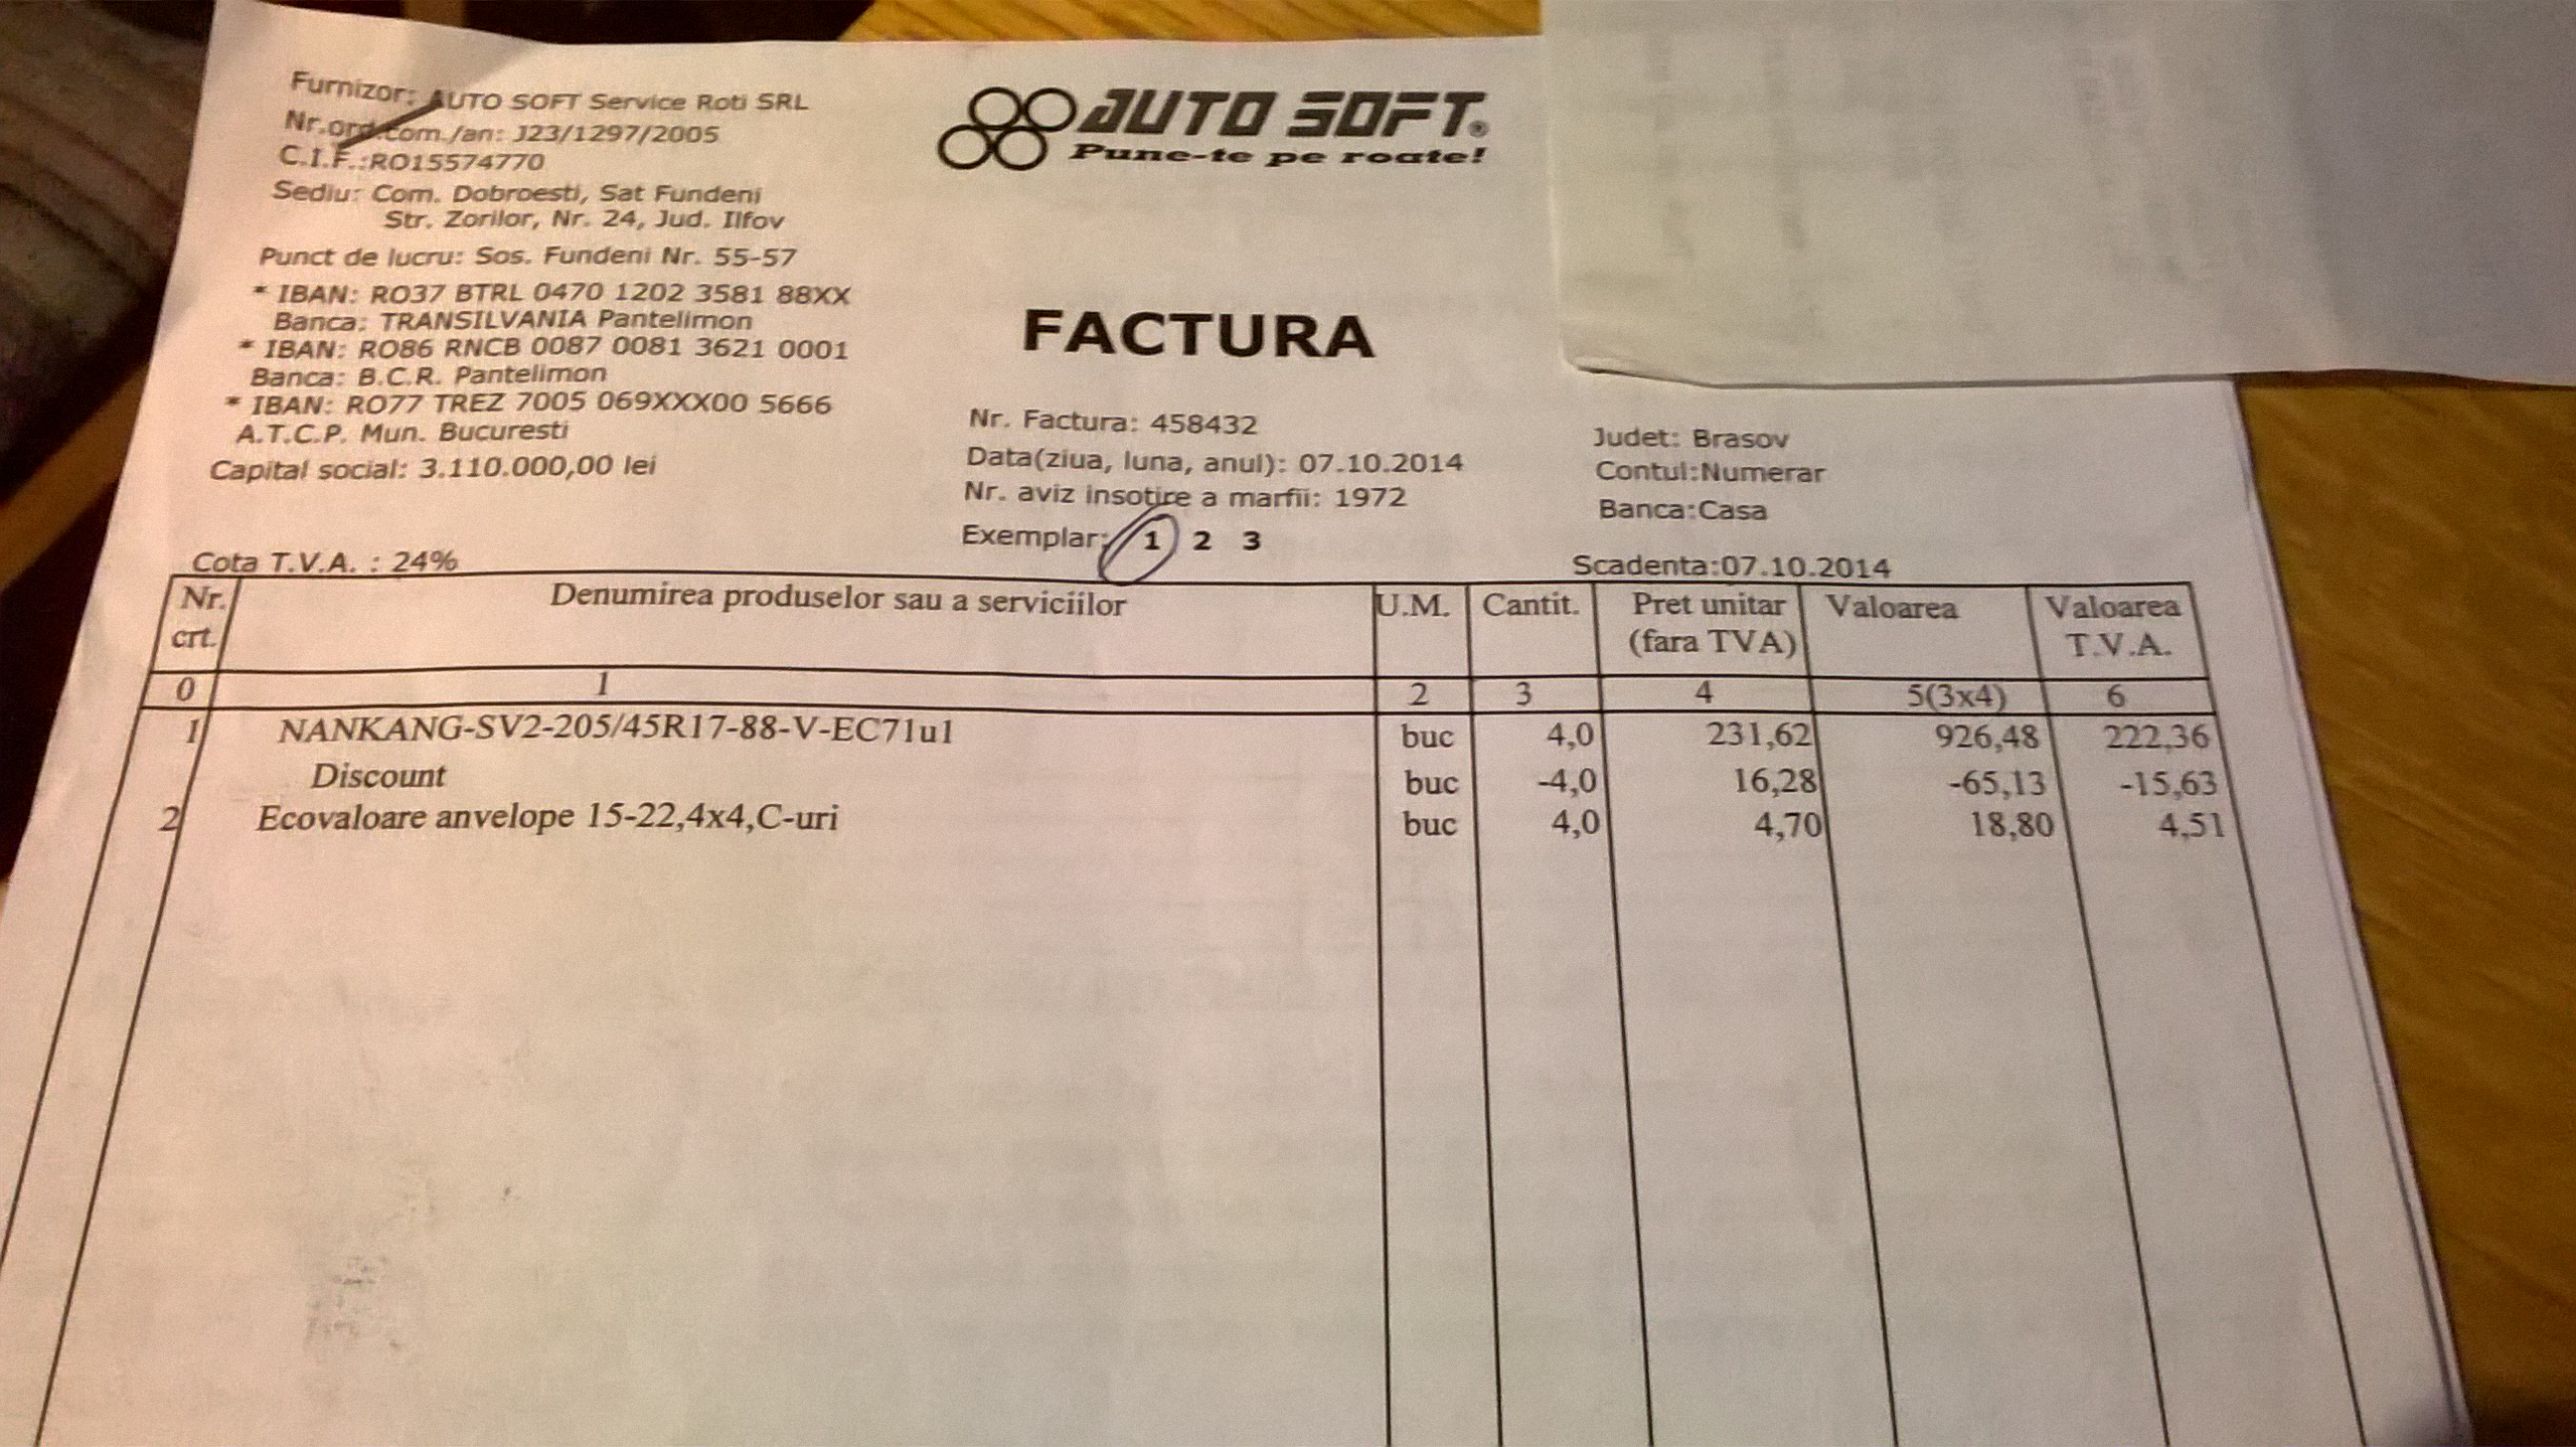 Furnizor: AUTO SOFT Service Roti SRL
Nr.ord.com./an: J23/1297/2005
C.I.F.:RO15574770
Sediu: Com. Dobroesti, Sat Fundeni
Str. Zorilor, Nr. 24, Jud. Ilfov
Punct de lucru: Sos. Fundeni Nr. 55-57
* IBAN: RO37 BTRL 0470 1202 3581 88XX
Banca: TRANSILVANIA Pantelimon
* IBAN: RO86 RNCB 0087 0081 3621 0001
Banca: B.C.R. Pantelimon
* IBAN: RO77 TREZ 7005 069XXX00 5666
A.T.C.P. Mun. Bucuresti
Capital social: 3.110.000,00 lei
AUTO SOFT®
Pune-te pe roate!
FACTURA
Nr. Factura: 458432
Data(ziua, luna, anul): 07.10.2014
Nr. aviz insotire a marfii: 1972
Exemplar: 1 2 3
Judet: Brasov
Contul:Numerar
Banca:Casa
Scadenta:07.10.2014
Cota T.V.A. : 24%
Nr. crt. Denumirea produselor sau a serviciilor U.M. Cantit. Pret unitar (fara TVA) Valoarea Valoarea T.V.A.
0 1 2 3 4 5(3x4) 6
1 NANKANG-SV2-205/45R17-88-V-EC71u1 buc 4,0 231,62 926,48 222,36
Discount buc -4,0 16,28 -65,13 -15,63
2 Ecovaloare anvelope 15-22,4x4,C-uri buc 4,0 4,70 18,80 4,51